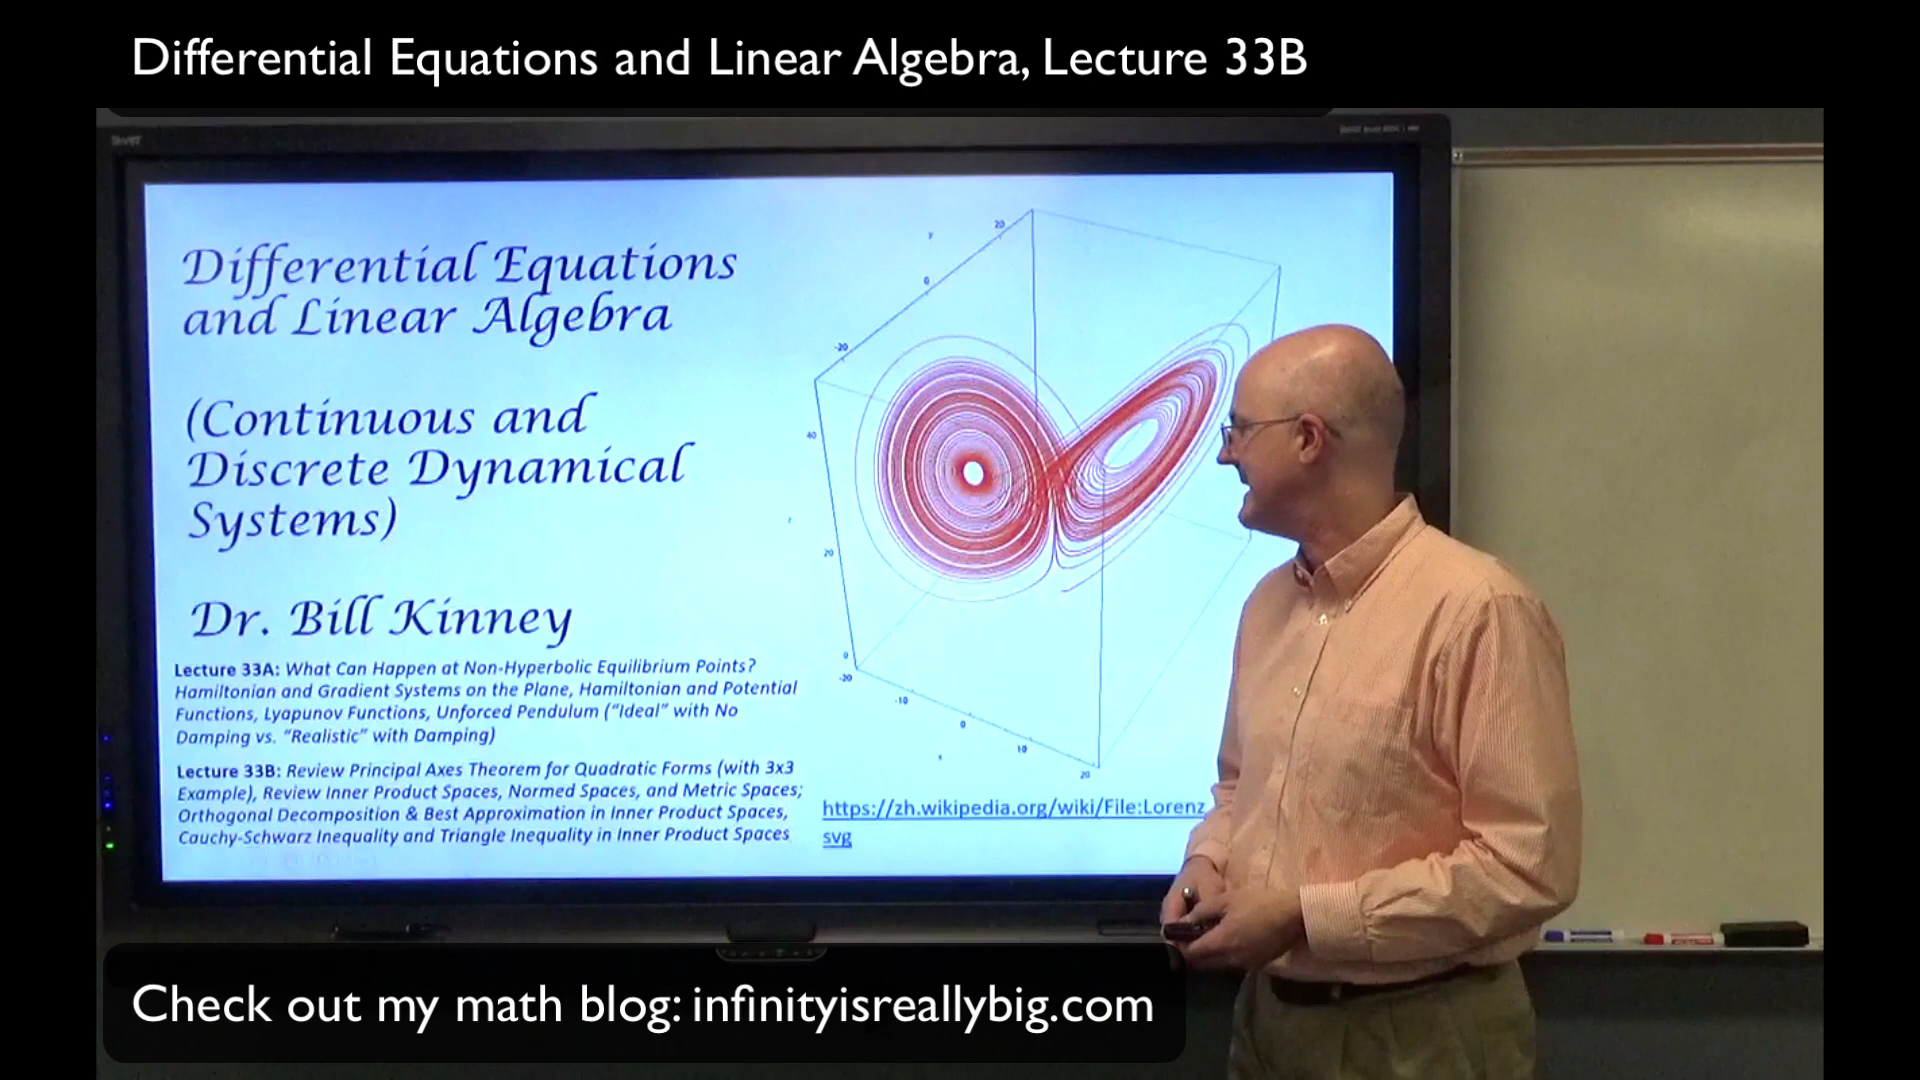 Differential Equations and Linear Algebra, Lecture 33B
Differential Equations
and Linear Algebra
(Continuous and
Discrete Dynamical
Systems)
Dr. Bill Kinney
Lecture 33A: What Can Happen at Non-Hyperbolic Equilibrium Points?
Hamiltonian and Gradient Systems on the Plane, Hamiltonian and Potential
Functions, Lyapunov Functions, Unforced Pendulum (“Ideal” with No
Damping vs. “Realistic” with Damping)
Lecture 33B: Review Principal Axes Theorem for Quadratic Forms (with 3x3
Example), Review Inner Product Spaces, Normed Spaces, and Metric Spaces;
Orthogonal Decomposition & Best Approximation in Inner Product Spaces,
Cauchy-Schwarz Inequality and Triangle Inequality in Inner Product Spaces
y
20
0
-20
40
20
0
-20
-10
0
10
20
https://zh.wikipedia.org/wiki/File:Lorenz
svg
Check out my math blog: infinityisreallybig.com